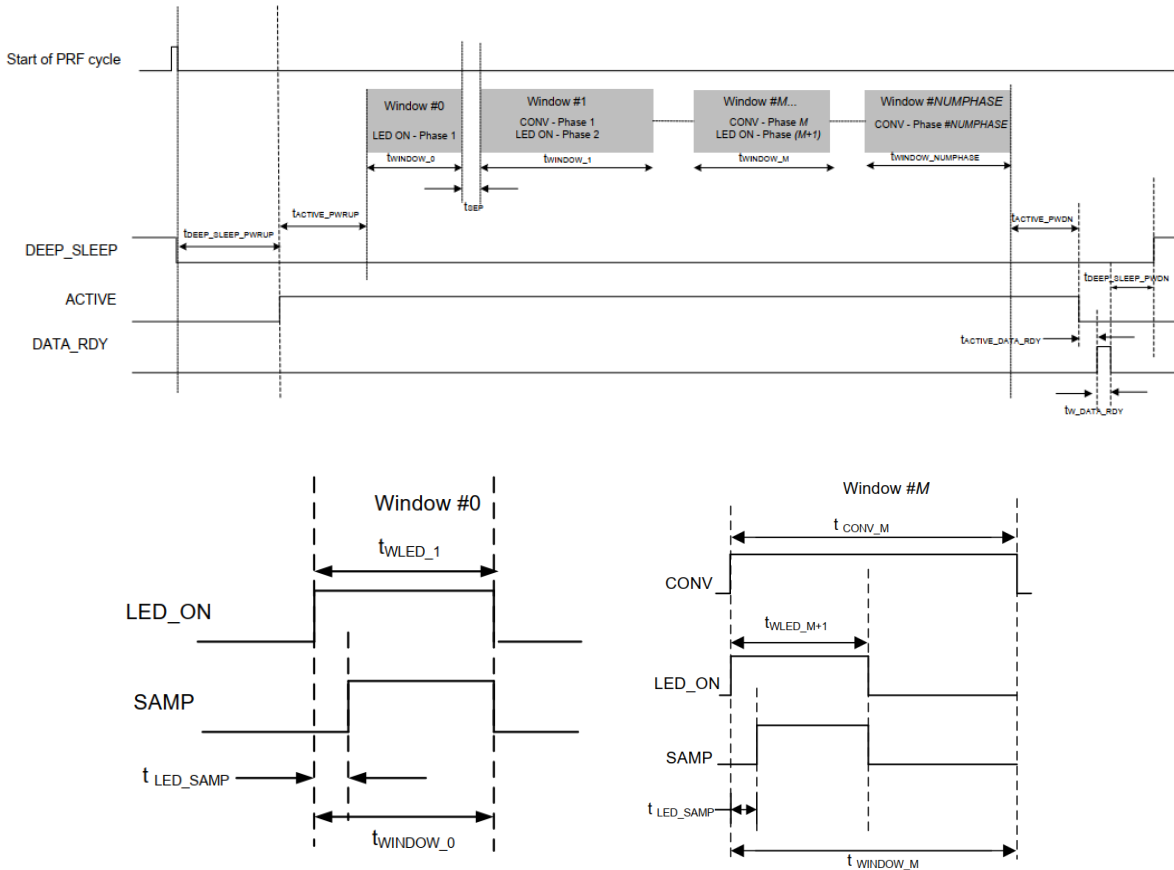 Start of PRF cycle
Window #0
LED ON - Phase 1
Window #1
CONV - Phase 1
LED ON - Phase 2
Window #M...
CONV - Phase M
LED ON - Phase (M+1)
Window #NUMPHASE
CONV - Phase #NUMPHASE
tWINDOW_0
tWINDOW_1
tWINDOW_M
tWINDOW_NUMPHASE
tSEP
tACTIVE_PWRUP
tACTIVE_PWDN
tDEEP_SLEEP_PWRUP
DEEP_SLEEP
tDEEP_SLEEP_PWDN
ACTIVE
tACTIVE_DATA_RDY
DATA_RDY
tW_DATA_RDY
Window #0
tWLED_1
LED_ON
SAMP
t LED_SAMP
tWINDOW_0
Window #M
t CONV_M
CONV
tWLED_M+1
LED_ON
SAMP
t LED_SAMP
t WINDOW_M